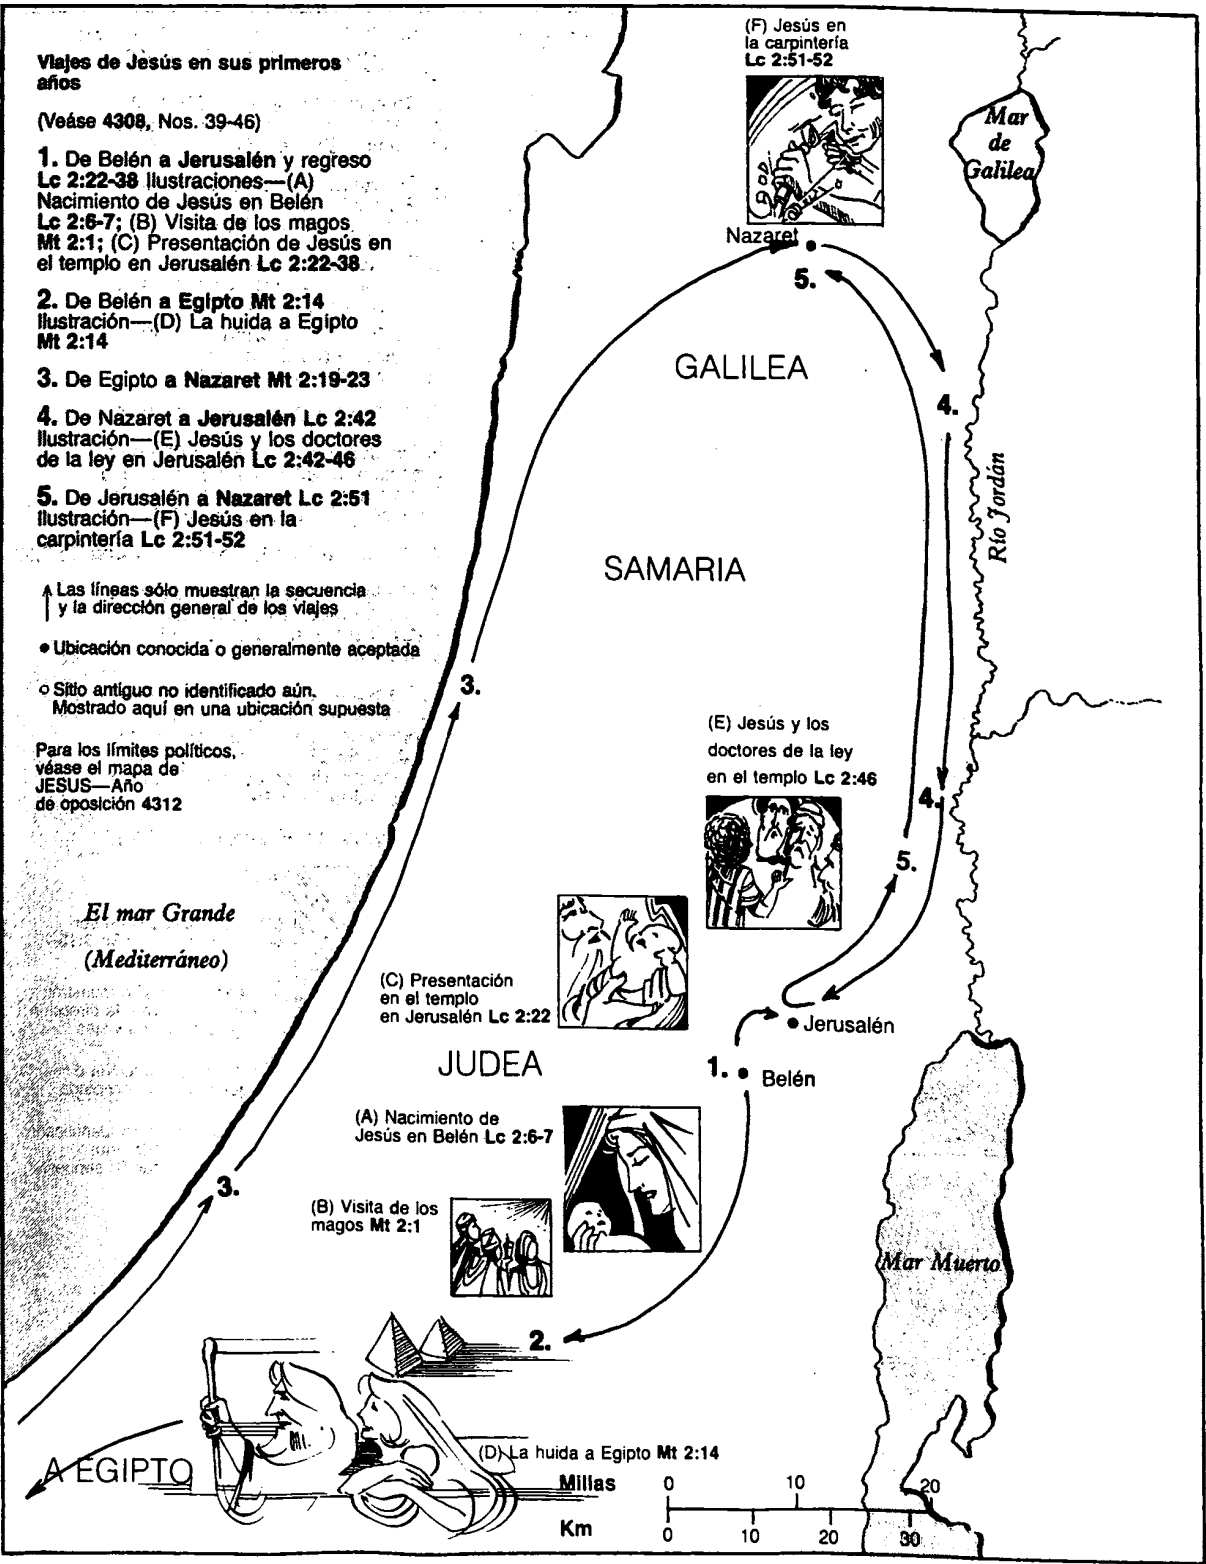 Viajes de Jesús en sus primeros
años
(Veáse 4308, Nos. 39-46)
1. De Belén a Jerusalén y regreso
Lc 2:22-38 Ilustraciones—(A)
Nacimiento de Jesús en Belén
Lc 2:6-7; (B) Visita de los magos
Mt 2:1; (C) Presentación de Jesús en
el templo en Jerusalén Lc 2:22-38.
2. De Belén a Egipto Mt 2:14
Ilustración—(D) La huida a Egipto
Mt 2:14
3. De Egipto a Nazaret Mt 2:19-23
4. De Nazaret a Jerusalén Lc 2:42
Ilustración—(E) Jesús y los doctores
de la ley en Jerusalén Lc 2:42-46
5. De Jerusalén a Nazaret Lc 2:51
Ilustración—(F) Jesús en la
carpintería Lc 2:51-52
Las líneas sólo muestran la secuencia
y la dirección general de los viajes
Ubicación conocida o generalmente aceptada
Sitio antiguo no identificado aún.
Mostrado aquí en una ubicación supuesta
Para los límites políticos,
véase el mapa de
JESUS—Año
de oposición 4312
El mar Grande
(Mediterráneo)
(F) Jesús en
la carpintería
Lc 2:51-52
Mar
de
Galilea
Nazaret
5.
GALILEA
4.
Río Jordán
SAMARIA
3.
(E) Jesús y los
doctores de la ley
en el templo Lc 2:46
4.
5.
(C) Presentación
en el templo
en Jerusalén Lc 2:22
Jerusalén
JUDEA
1.
Belén
(A) Nacimiento de
Jesús en Belén Lc 2:6-7
3.
(B) Visita de los
magos Mt 2:1
Mar Muerto
2.
(D) La huida a Egipto Mt 2:14
A EGIPTO
Millas 0 10 20
Km 0 10 20 30